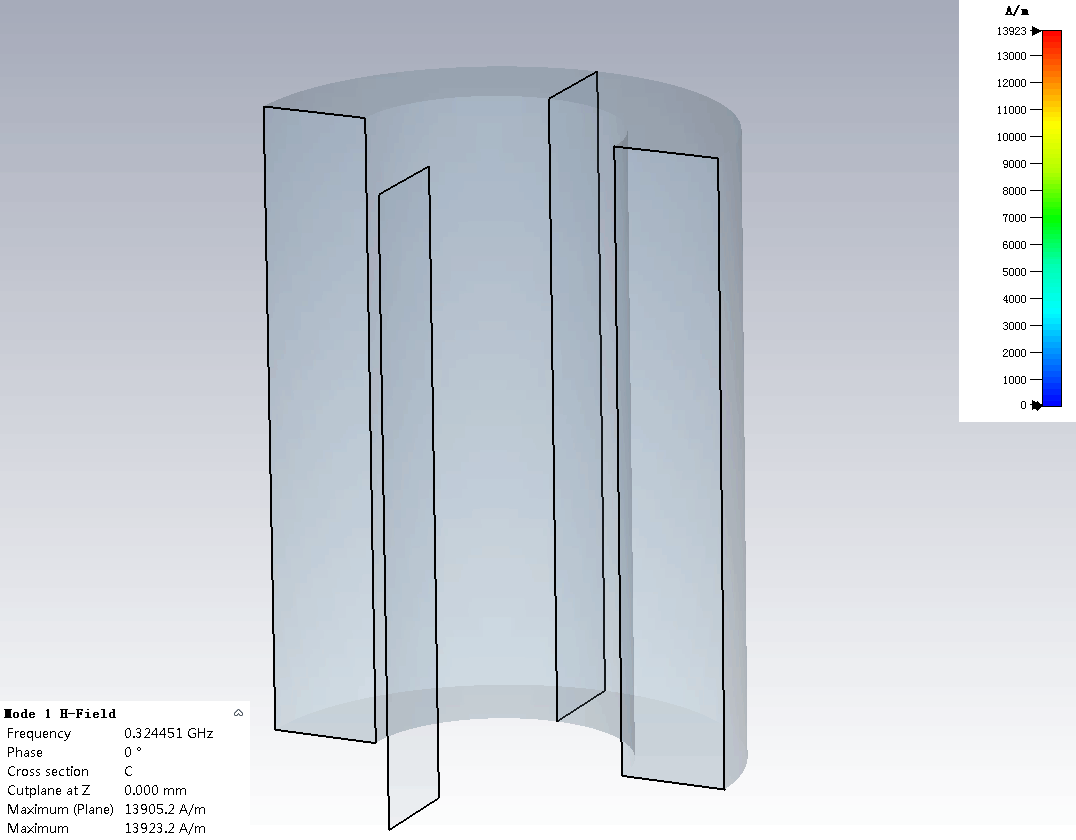 A/m
13923
13000
12000
11000
10000
9000
8000
7000
6000
5000
4000
3000
2000
1000
0
Mode 1 H-Field
Frequency 0.324451 GHz
Phase 0 °
Cross section C
Cutplane at Z 0.000 mm
Maximum (Plane) 13905.2 A/m
Maximum 13923.2 A/m